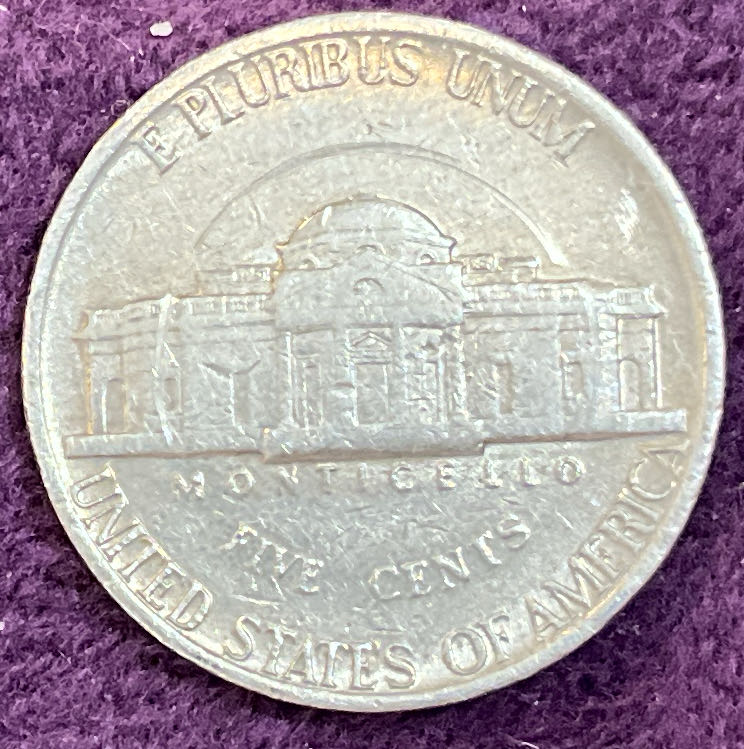 E PLURIBUS UNUM
MONTICELLO
FIVE CENTS
UNITED STATES OF AMERICA